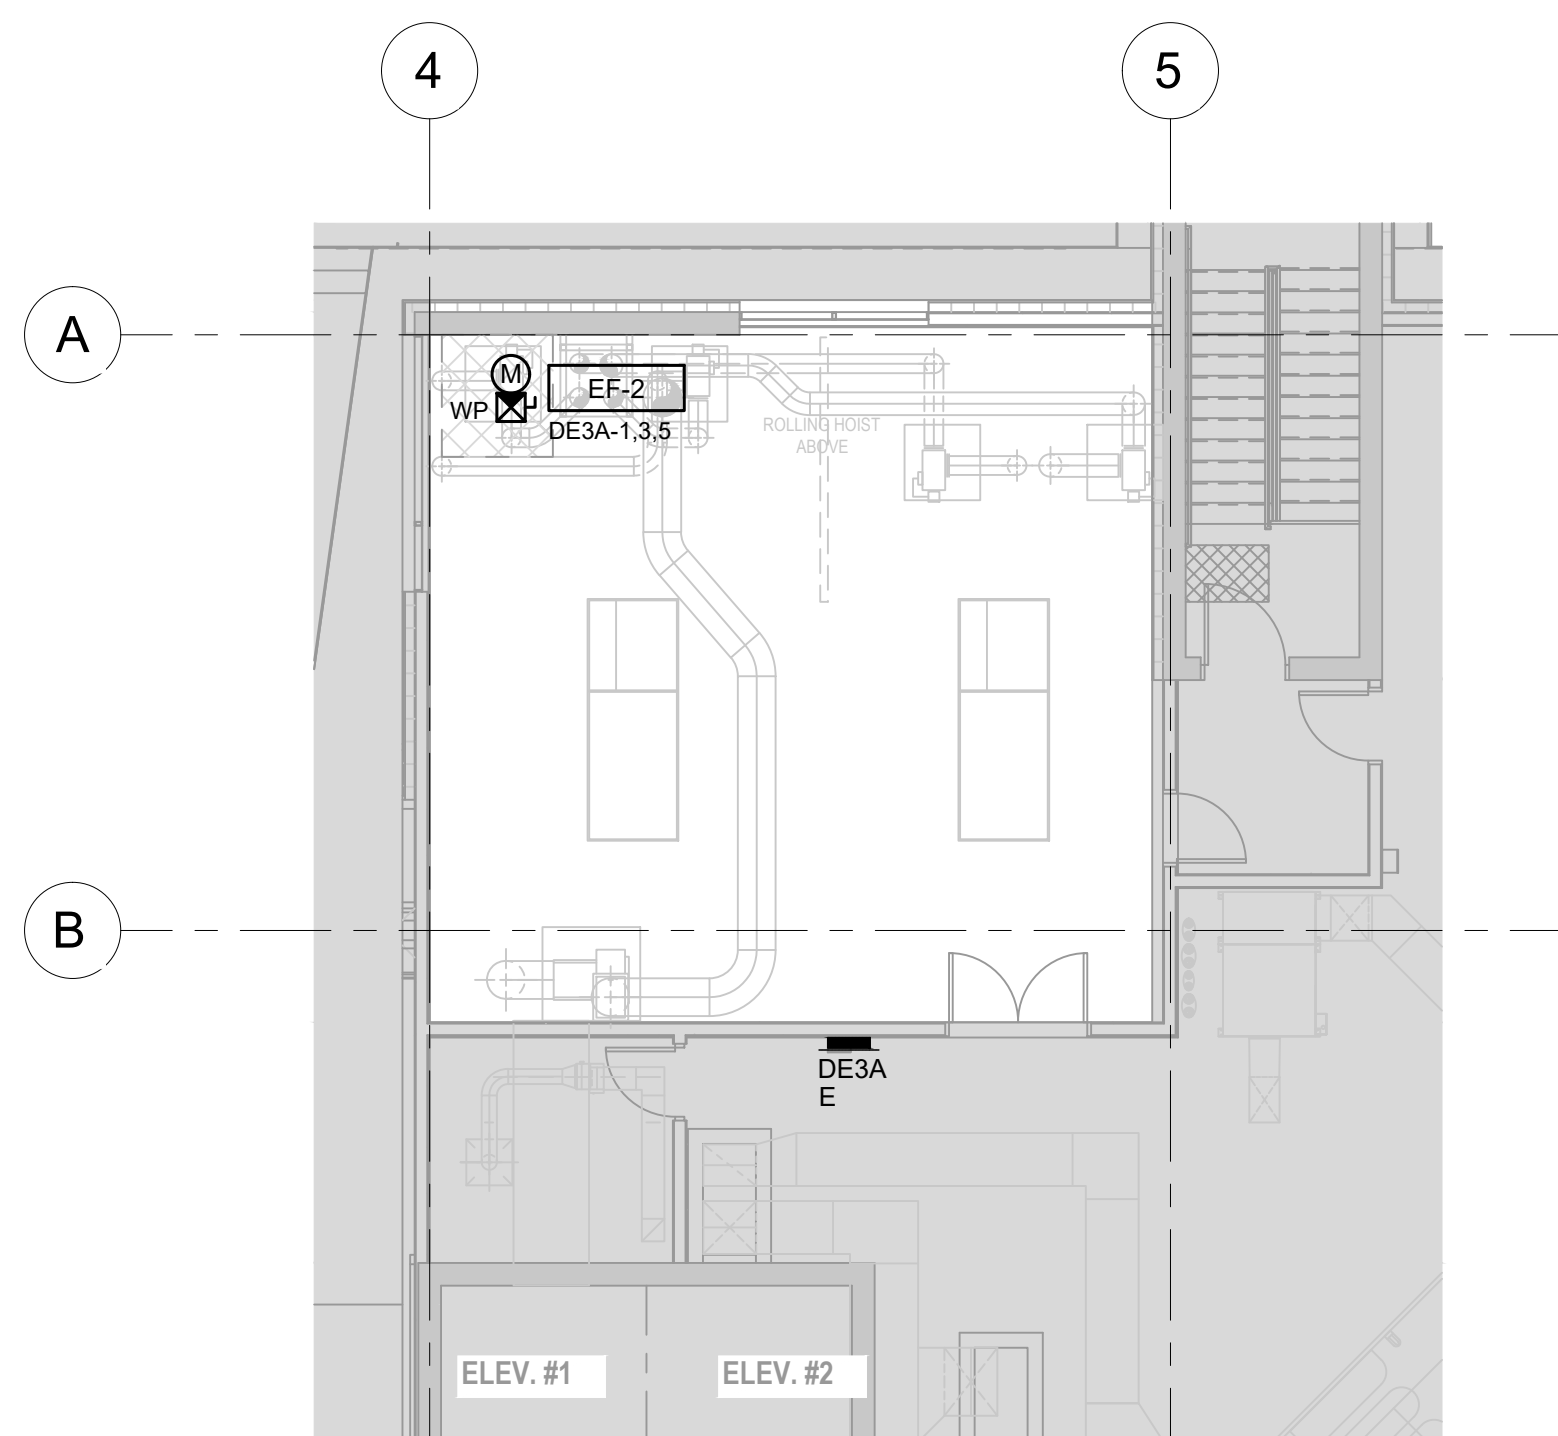 4
5
A
M
EF-2
WP
DE3A-1,3,5
ROLLING HOIST
ABOVE
B
DE3A
E
ELEV. #1
ELEV. #2